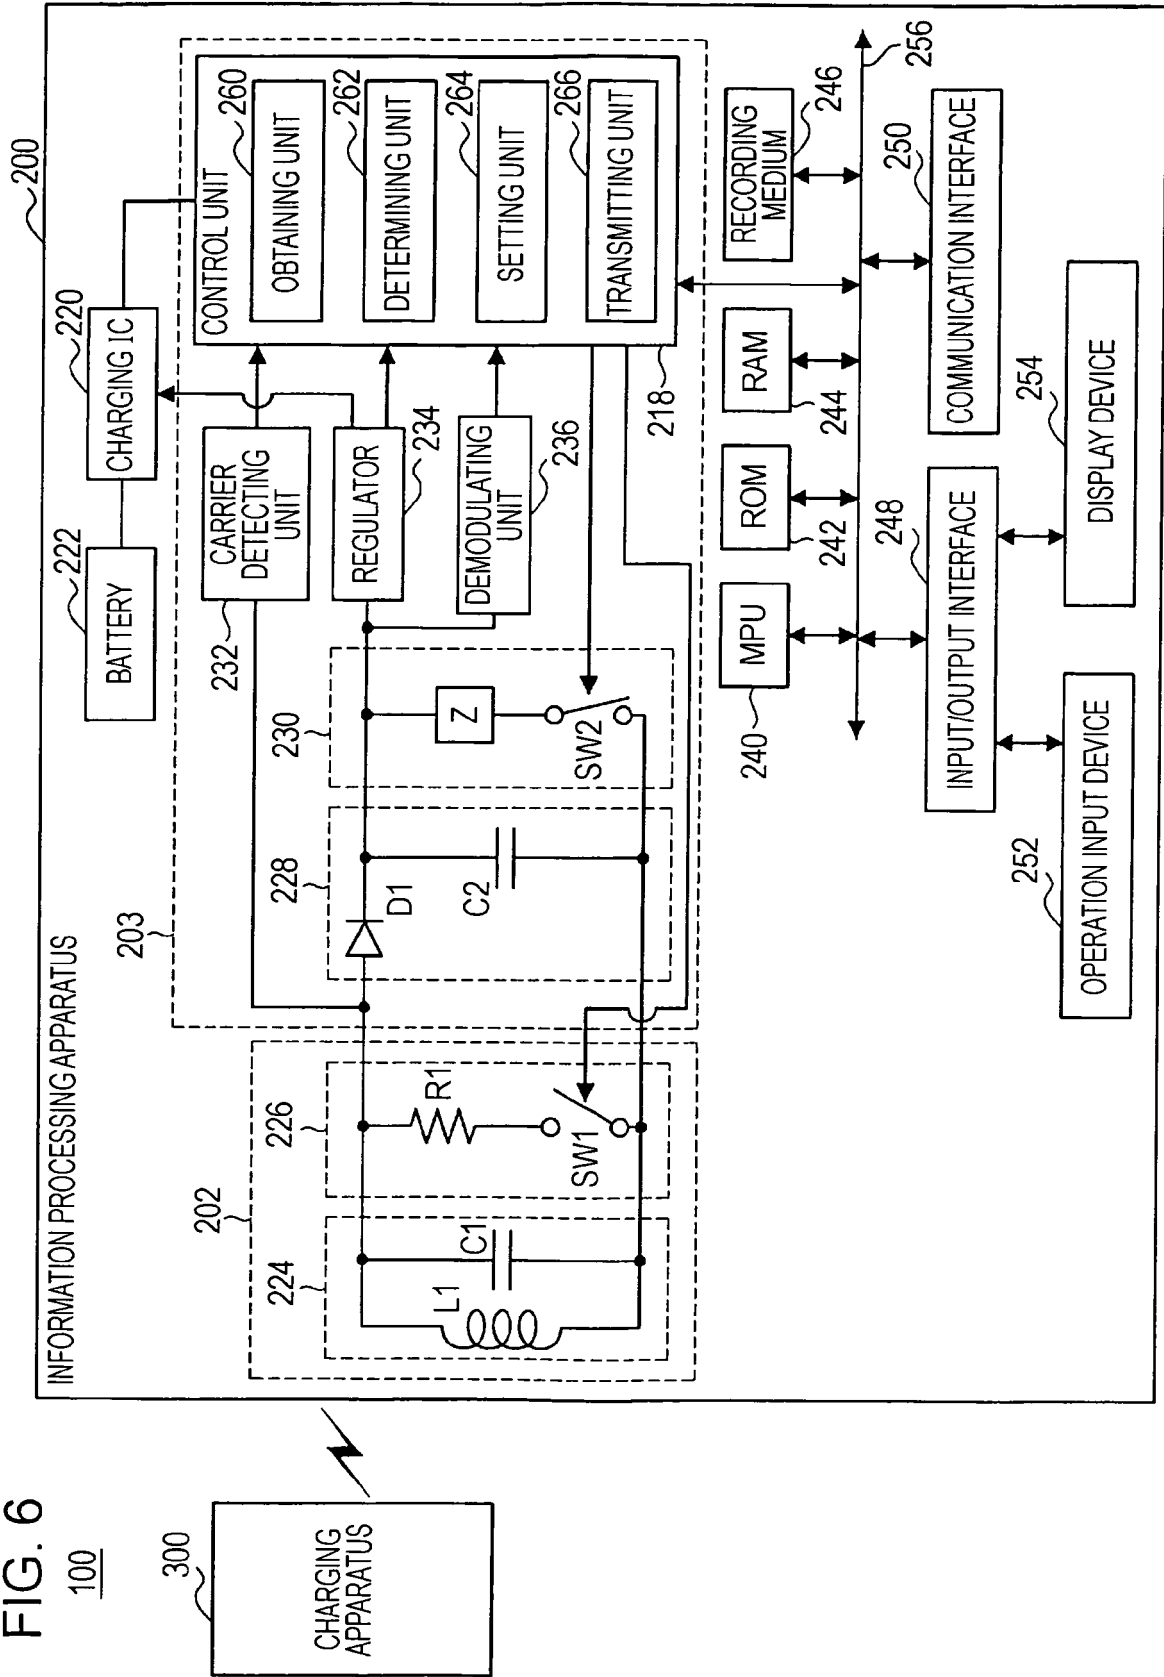 FIG. 6
100
300
CHARGING
APPARATUS
200
INFORMATION PROCESSING APPARATUS
222
BATTERY
220
CHARGING IC
203
202
224
L1
C1
226
R1
SW1
228
D1
C2
230
Z
SW2
232
CARRIER
DETECTING
UNIT
REGULATOR
234
DEMODULATING
UNIT
236
218
CONTROL UNIT
260
OBTAINING UNIT
262
DETERMINING UNIT
264
SETTING UNIT
266
TRANSMITTING UNIT
240
MPU
242
ROM
244
RAM
RECORDING
MEDIUM
246
256
248
INPUT/OUTPUT INTERFACE
250
COMMUNICATION INTERFACE
252
OPERATION INPUT DEVICE
254
DISPLAY DEVICE